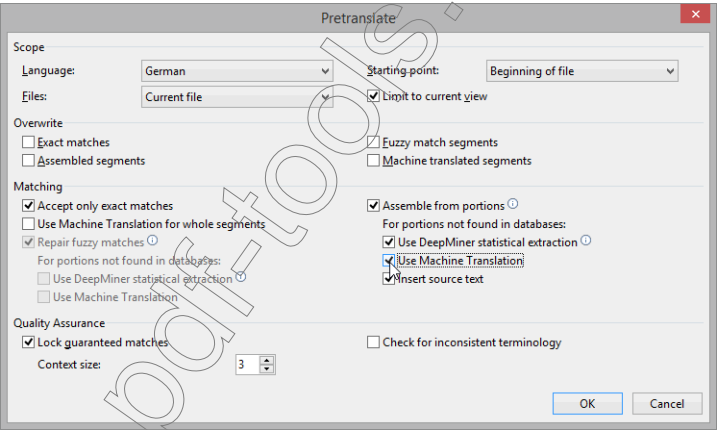 Pretranslate
Scope
Language: German Starting point: Beginning of file
Files: Current file Limit to current view
Overwrite
Exact matches Fuzzy match segments
Assembled segments Machine translated segments
Matching
Accept only exact matches Assemble from portions
Use Machine Translation for whole segments For portions not found in databases:
Repair fuzzy matches Use DeepMiner statistical extraction
For portions not found in databases: Use Machine Translation
Use DeepMiner statistical extraction Insert source text
Use Machine Translation
Quality Assurance
Lock guaranteed matches Check for inconsistent terminology
Context size: 3
OK Cancel
pdf-tools.